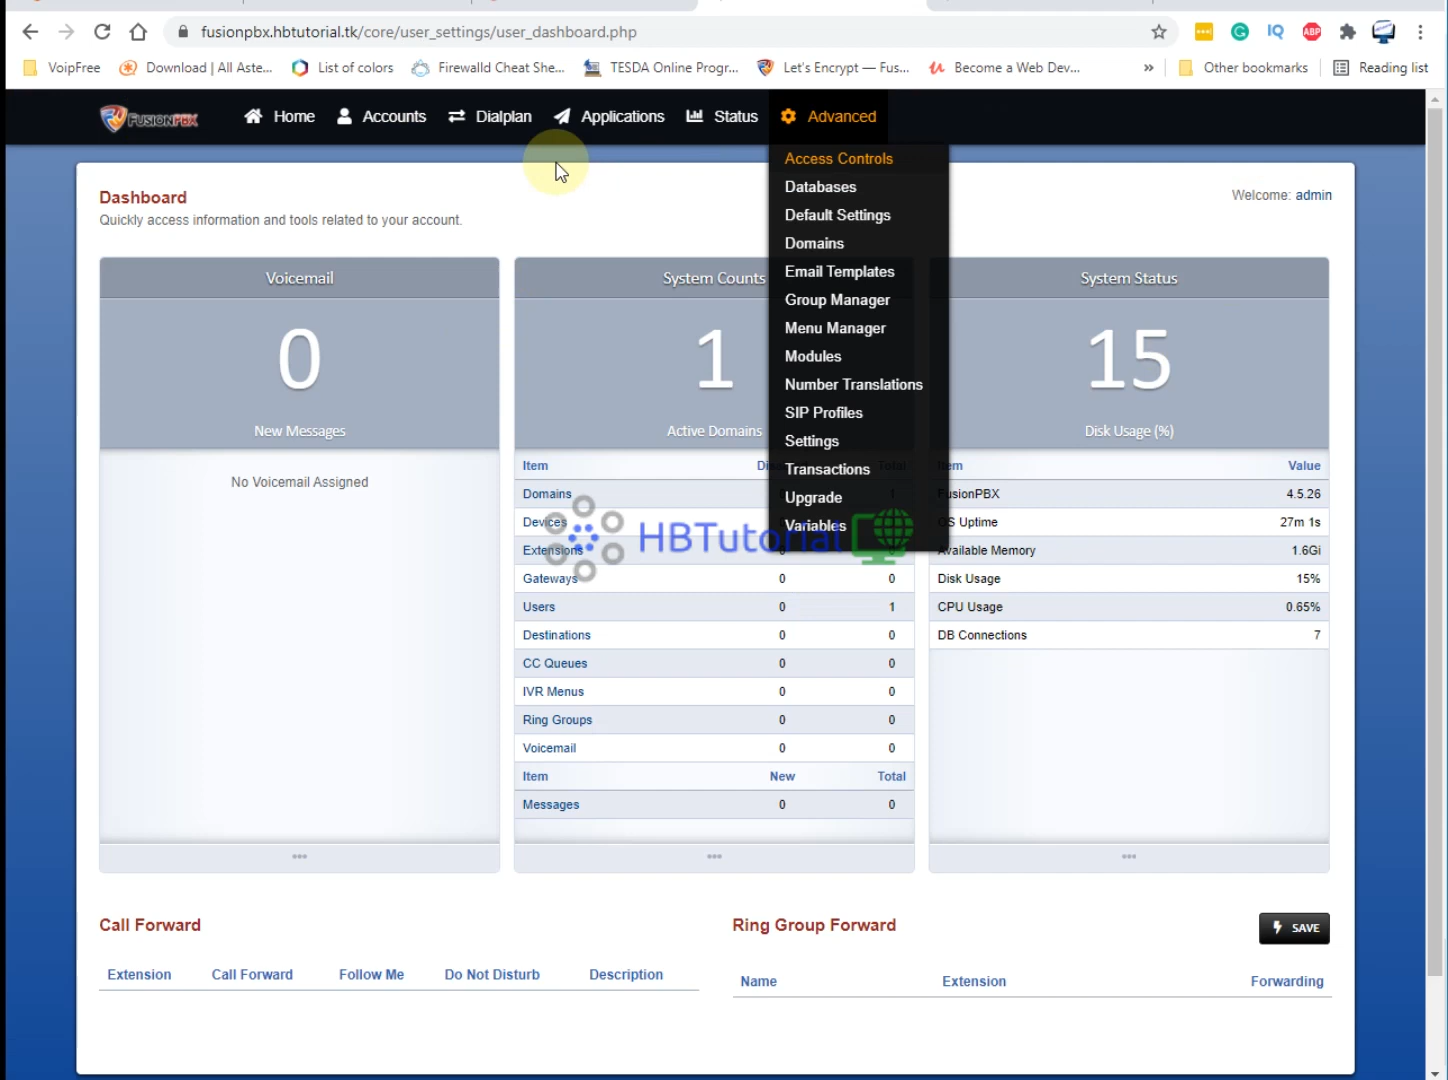 fusionpbx.hbtutorial.tk/core/user_settings/user_dashboard.php
IQ
ABP
VoipFree
Download | All Aste...
List of colors
Firewalld Cheat She...
TESDA Online Progr...
Let's Encrypt — Fus...
Become a Web Dev...
»
Other bookmarks
Reading list
FUSIONPBX
Home
Accounts
Dialplan
Applications
Status
Advanced
Access Controls
Databases
Default Settings
Domains
Email Templates
Group Manager
Menu Manager
Modules
Number Translations
SIP Profiles
Settings
Transactions
Upgrade
Variables
Dashboard
Quickly access information and tools related to your account.
Welcome: admin
Voicemail
0
New Messages
No Voicemail Assigned
System Counts
1
Active Domains
Item Total
Domains 1
Devices
Extensions 0 0
Gateways 0 0
Users 0 1
Destinations 0 0
CC Queues 0 0
IVR Menus 0 0
Ring Groups 0 0
Voicemail 0 0
Item New Total
Messages 0 0
HBTutorial
System Status
15
Disk Usage (%)
Item Value
FusionPBX 4.5.26
OS Uptime 27m 1s
Available Memory 1.6Gi
Disk Usage 15%
CPU Usage 0.65%
DB Connections 7
Call Forward
Extension Call Forward Follow Me Do Not Disturb Description
Ring Group Forward
SAVE
Name Extension Forwarding